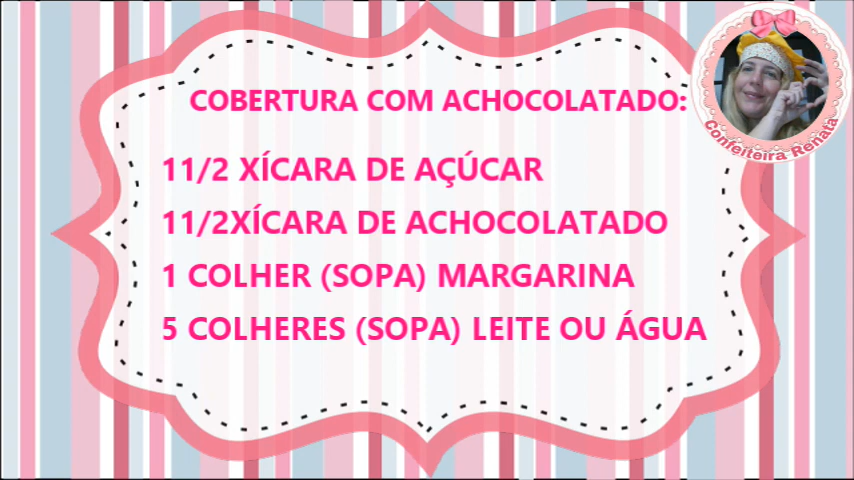 COBERTURA COM ACHOCOLATADO:
11/2 XÍCARA DE AÇÚCAR
11/2XÍCARA DE ACHOCOLATADO
1 COLHER (SOPA) MARGARINA
5 COLHERES (SOPA) LEITE OU ÁGUA
Confeiteira Renata